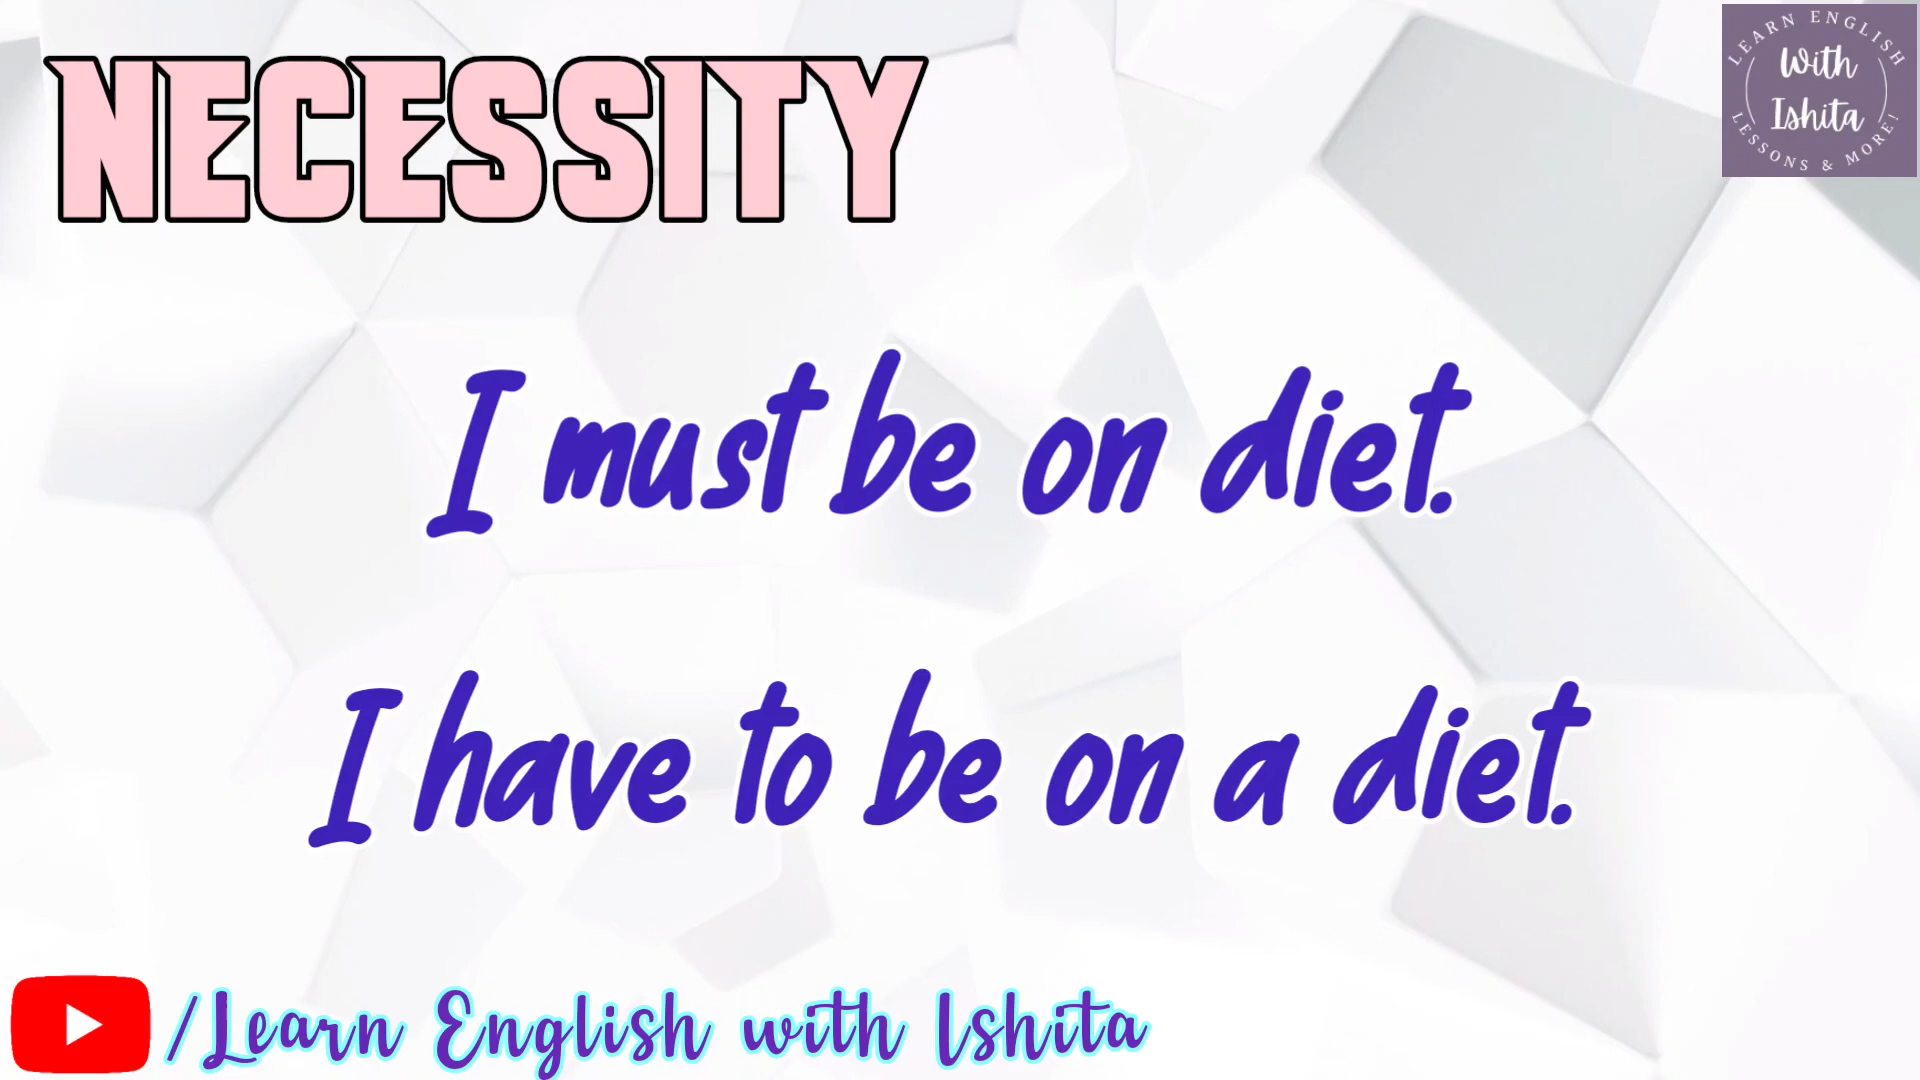 NECESSITY
LEARN ENGLISH
With
Ishita
LESSONS & MORE!
I must be on diet.
I have to be on a diet.
/Learn English with Ishita